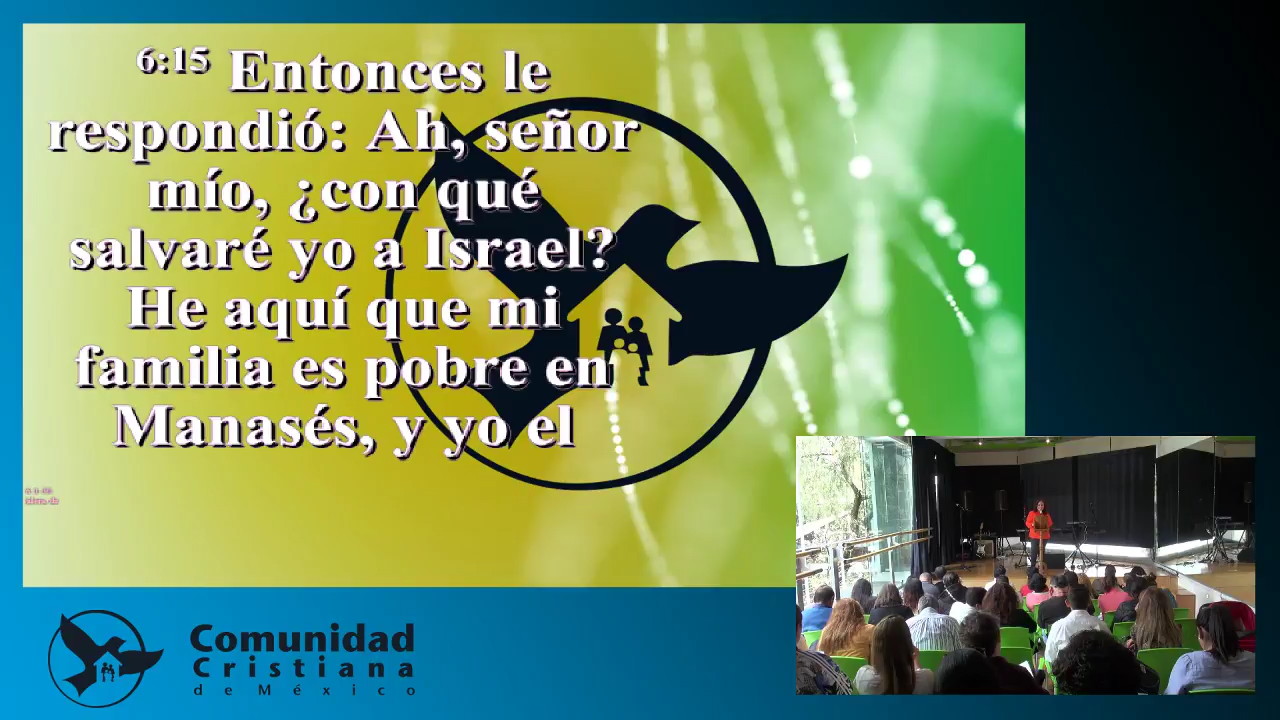 6:15 Entonces le
respondió: Ah, señor
mío, ¿con qué
salvaré yo a Israel?
He aquí que mi
familia es pobre en
Manasés, y yo el
Comunidad
Cristiana
de México